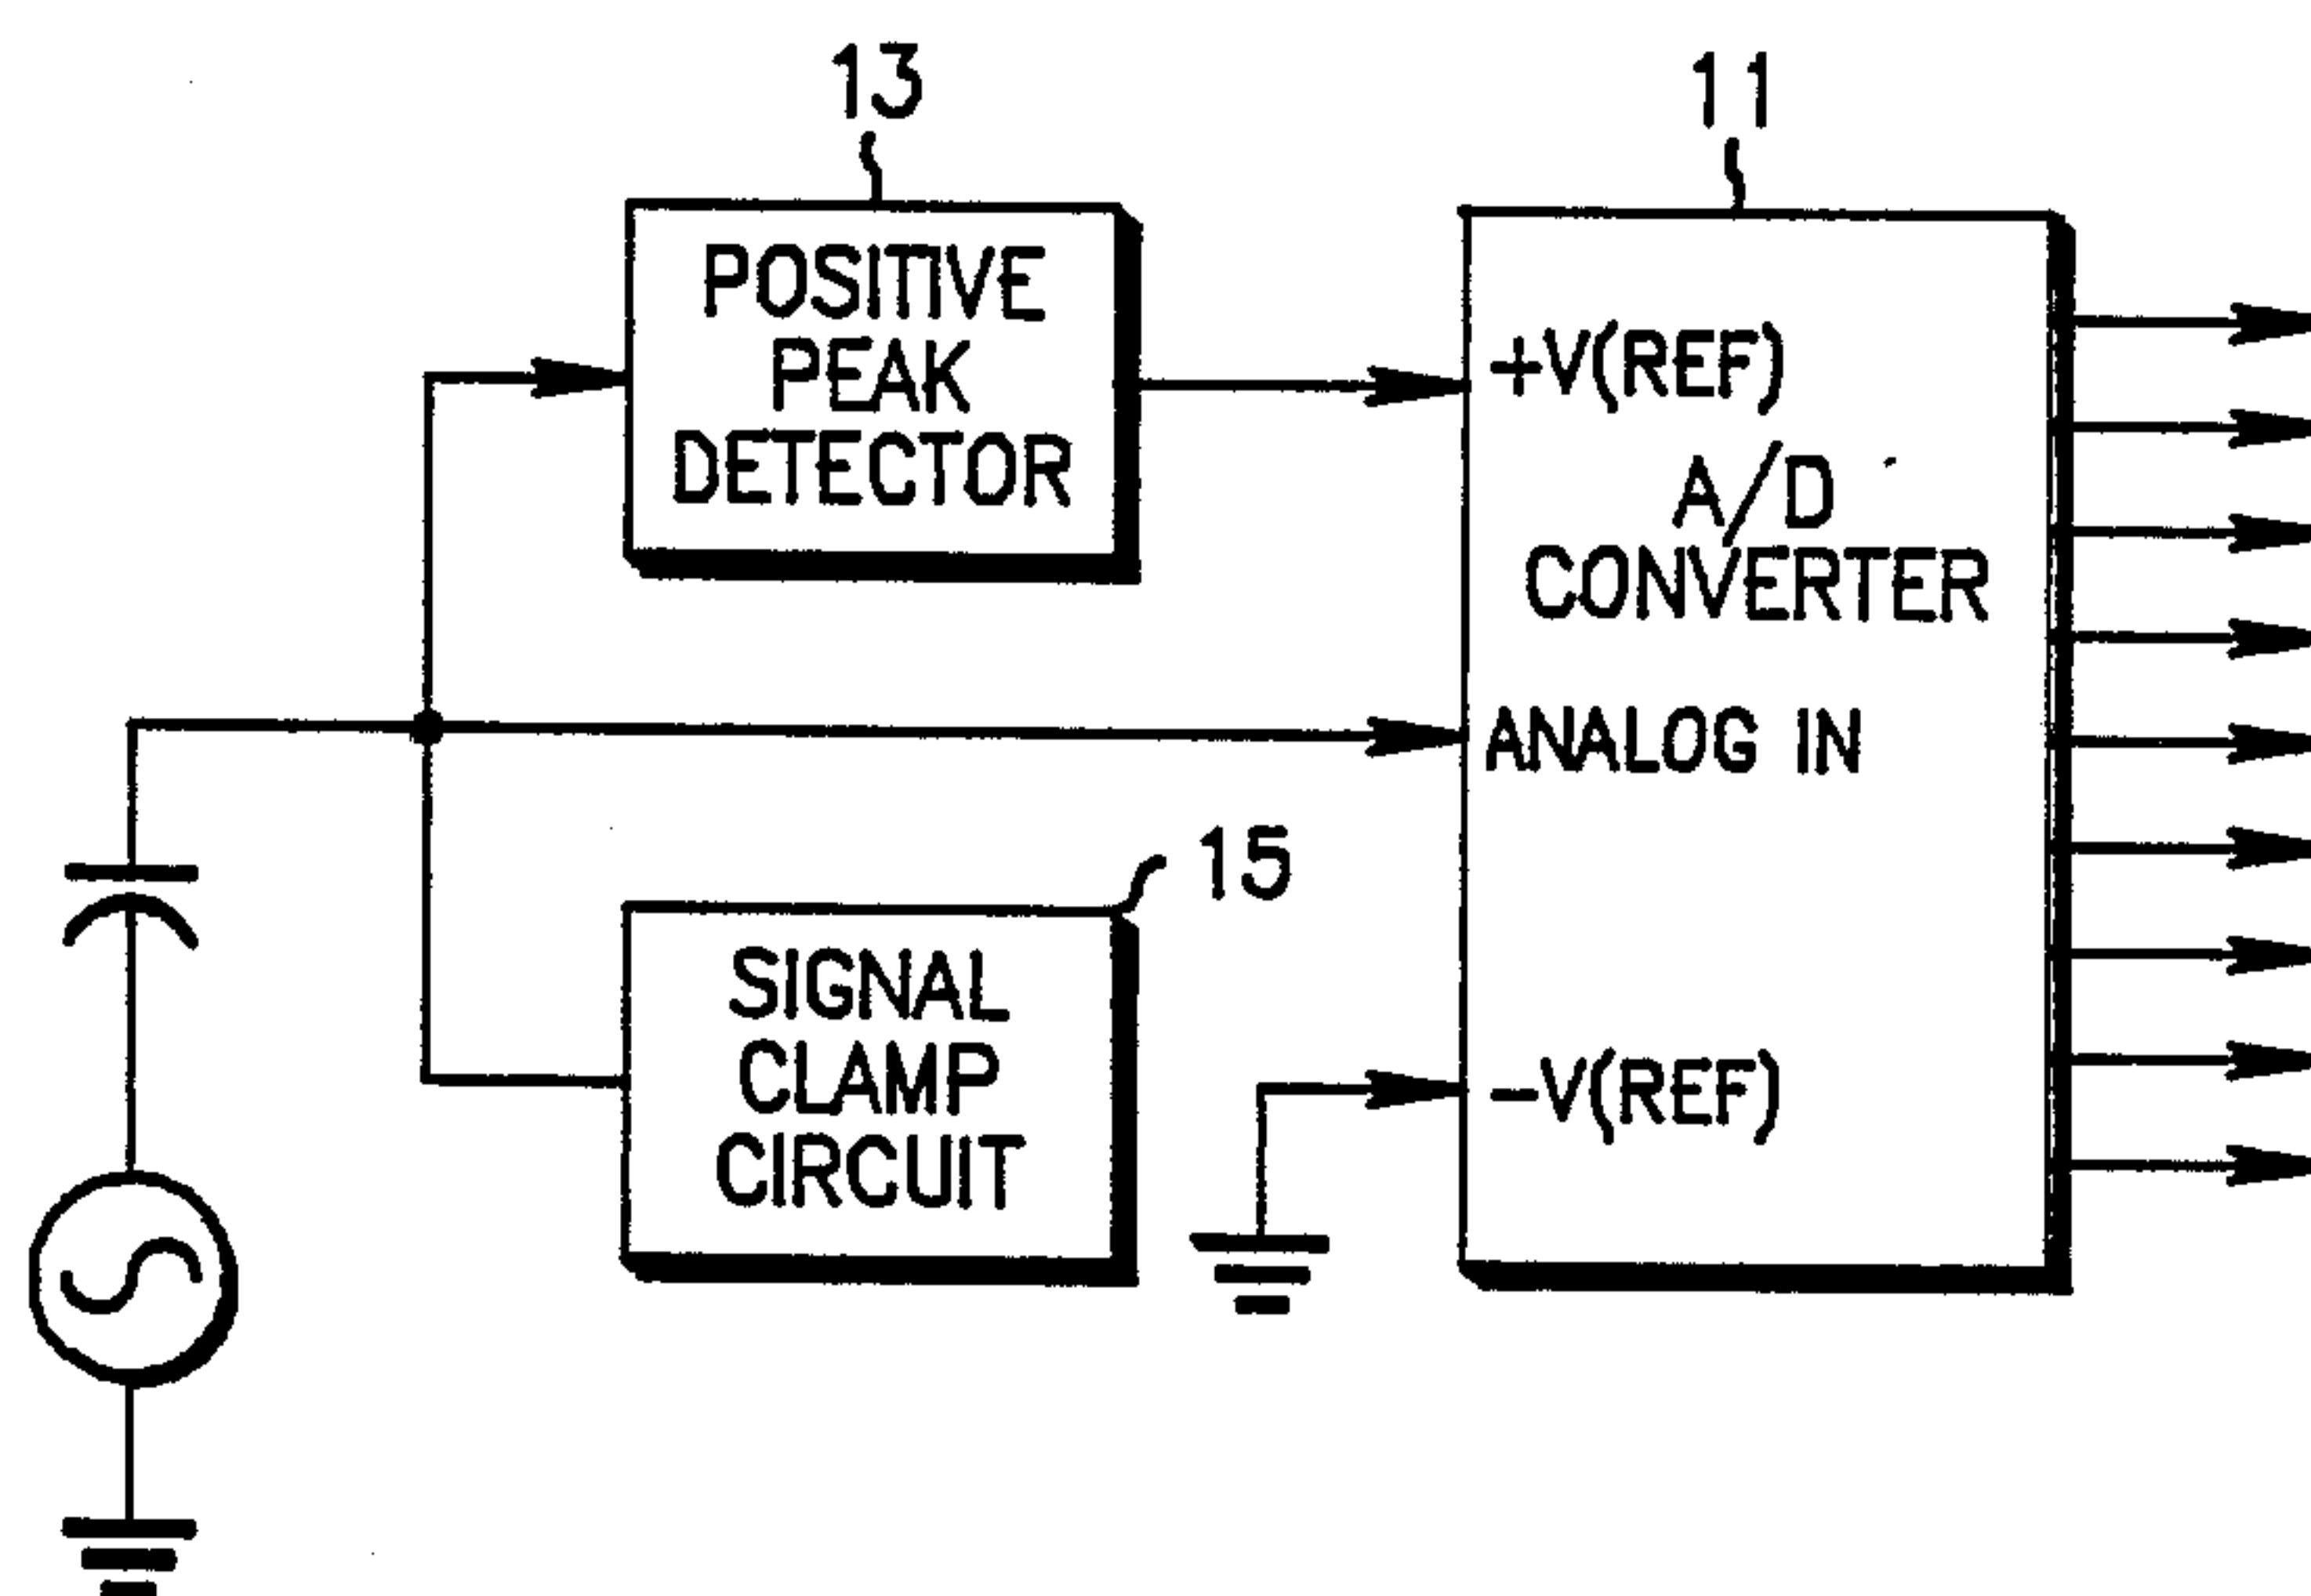 13
11
POSITIVE
PEAK
DETECTOR
+V(REF)
A/D
CONVERTER
ANALOG IN
15
SIGNAL
CLAMP
CIRCUIT
-V(REF)